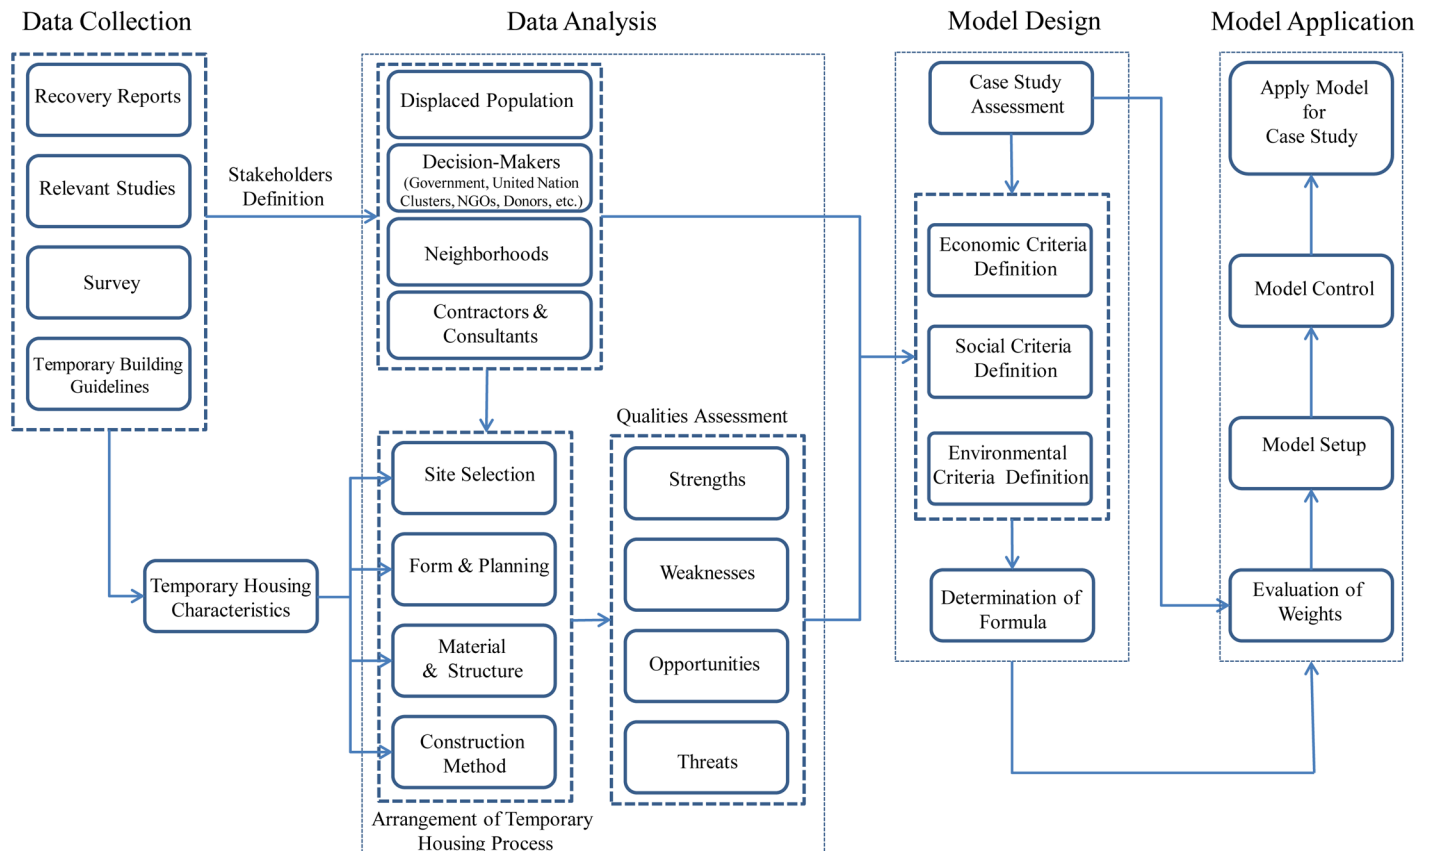 Data Collection
Data Analysis
Model Design
Model Application
Recovery Reports
Relevant Studies
Survey
Temporary Building
Guidelines
Stakeholders
Definition
Temporary Housing
Characteristics
Displaced Population
Decision-Makers
(Government, United Nation
Clusters, NGOs, Donors, etc.)
Neighborhoods
Contractors &
Consultants
Site Selection
Form & Planning
Material
& Structure
Construction
Method
Arrangement of Temporary
Housing Process
Qualities Assessment
Strengths
Weaknesses
Opportunities
Threats
Case Study
Assessment
Economic Criteria
Definition
Social Criteria
Definition
Environmental
Criteria Definition
Determination of
Formula
Apply Model
for
Case Study
Model Control
Model Setup
Evaluation of
Weights